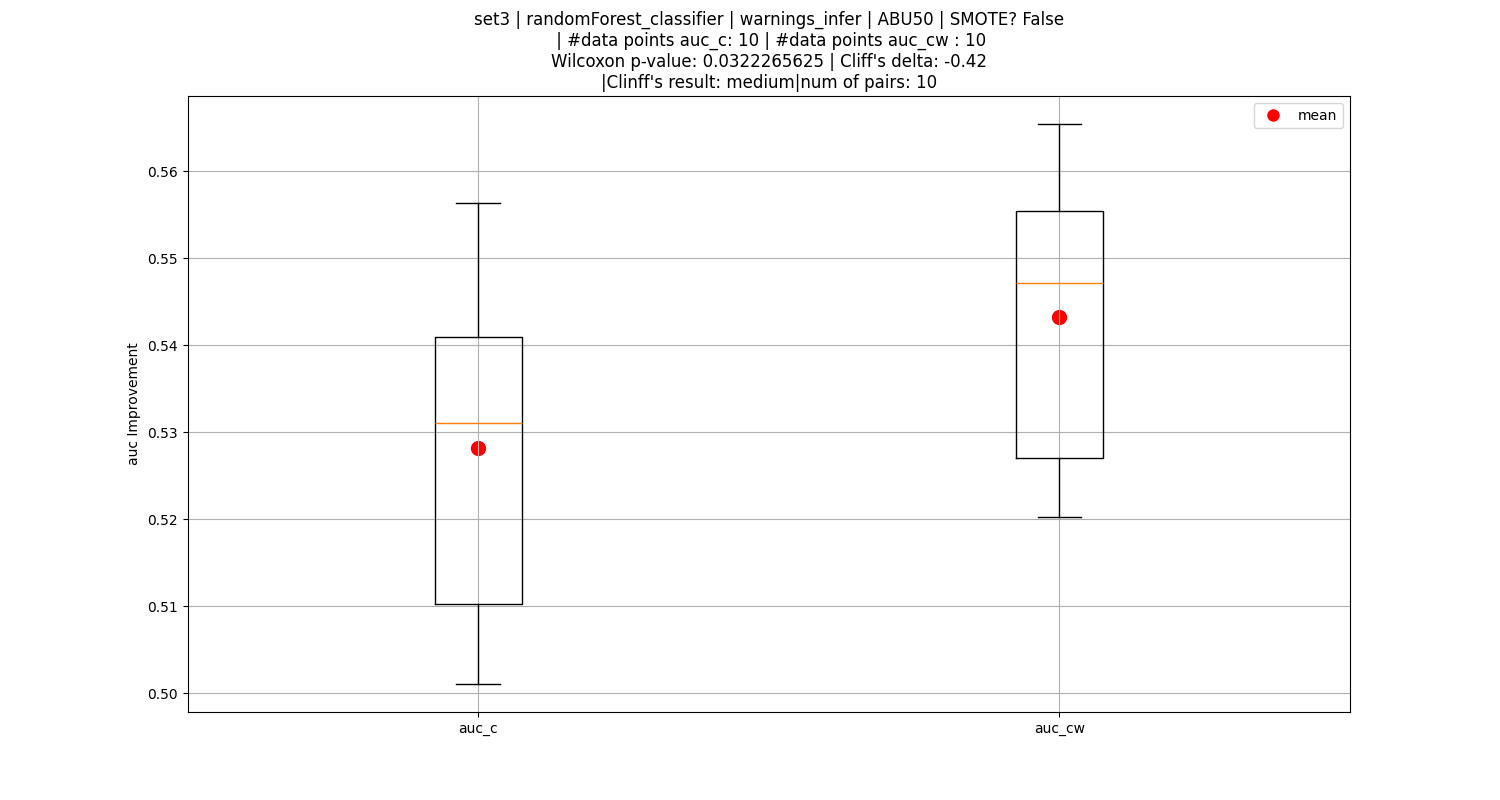 set3 | randomForest_classifier | warnings_infer | ABU50 | SMOTE? False
| #data points auc_c: 10 | #data points auc_cw : 10
Wilcoxon p-value: 0.0322265625 | Cliff's delta: -0.42
|Clinff's result: medium|num of pairs: 10
mean
0.56
0.55
0.54
0.53
0.52
0.51
0.50
auc Improvement
auc_c
auc_cw